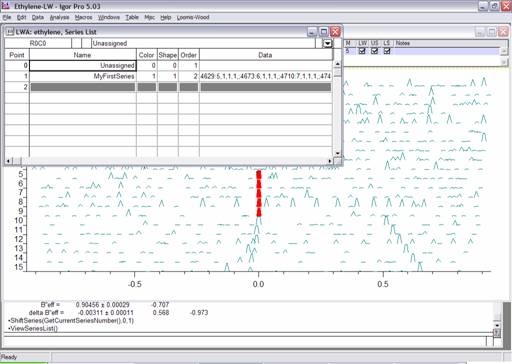 Ethylene-LW - Igor Pro 5.03
File Edit Data Analysis Windows Table Misc Help Loomis-Wood
LWA: ethylene, Series List
R0C0 Unassigned
Point Name Color Shape Order Data
0 Unassigned 0 0 1
1 MyFirstSeries 1 1 2 4629:5,1,1,1,:4673:6,1,1,1,:4710:7,1,1,1,:474
2
M LW US LS Notes
5
5
6
7
8
9
10
11
12
13
14
15
-0.5 0.0 0.5
B"eff = 0.90456 ± 0.00029 -0.707
delta B"eff = -0.00311 ± 0.00011 0.568 -0.973
•ShiftSeries(GetCurrentSeriesNumber(),0,1)
•ViewSeriesList()
Ready